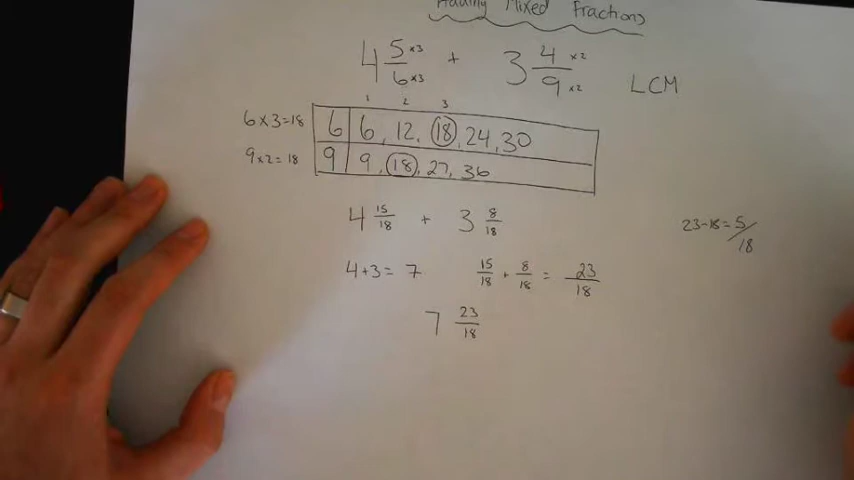 Adding Mixed Fractions
4 5/6 ×3 ×3 + 3 4/9 ×2 ×2 LCM
1 2 3
6×3=18 6 6, 12, 18, 24, 30
9×2=18 9 9, 18, 27, 36
4 15/18 + 3 8/18
23-18=5/18
4+3=7 15/18 + 8/18 = 23/18
7 23/18